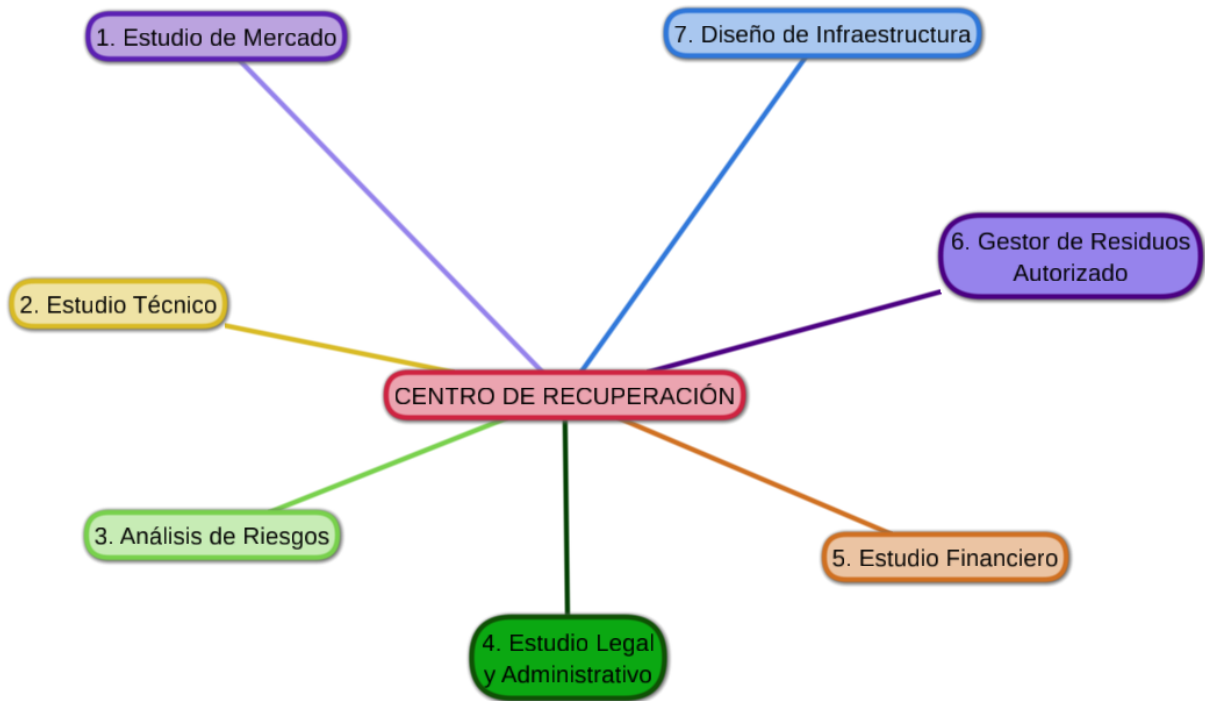 1. Estudio de Mercado
7. Diseño de Infraestructura
6. Gestor de Residuos
Autorizado
2. Estudio Técnico
CENTRO DE RECUPERACIÓN
3. Análisis de Riesgos
5. Estudio Financiero
4. Estudio Legal
y Administrativo